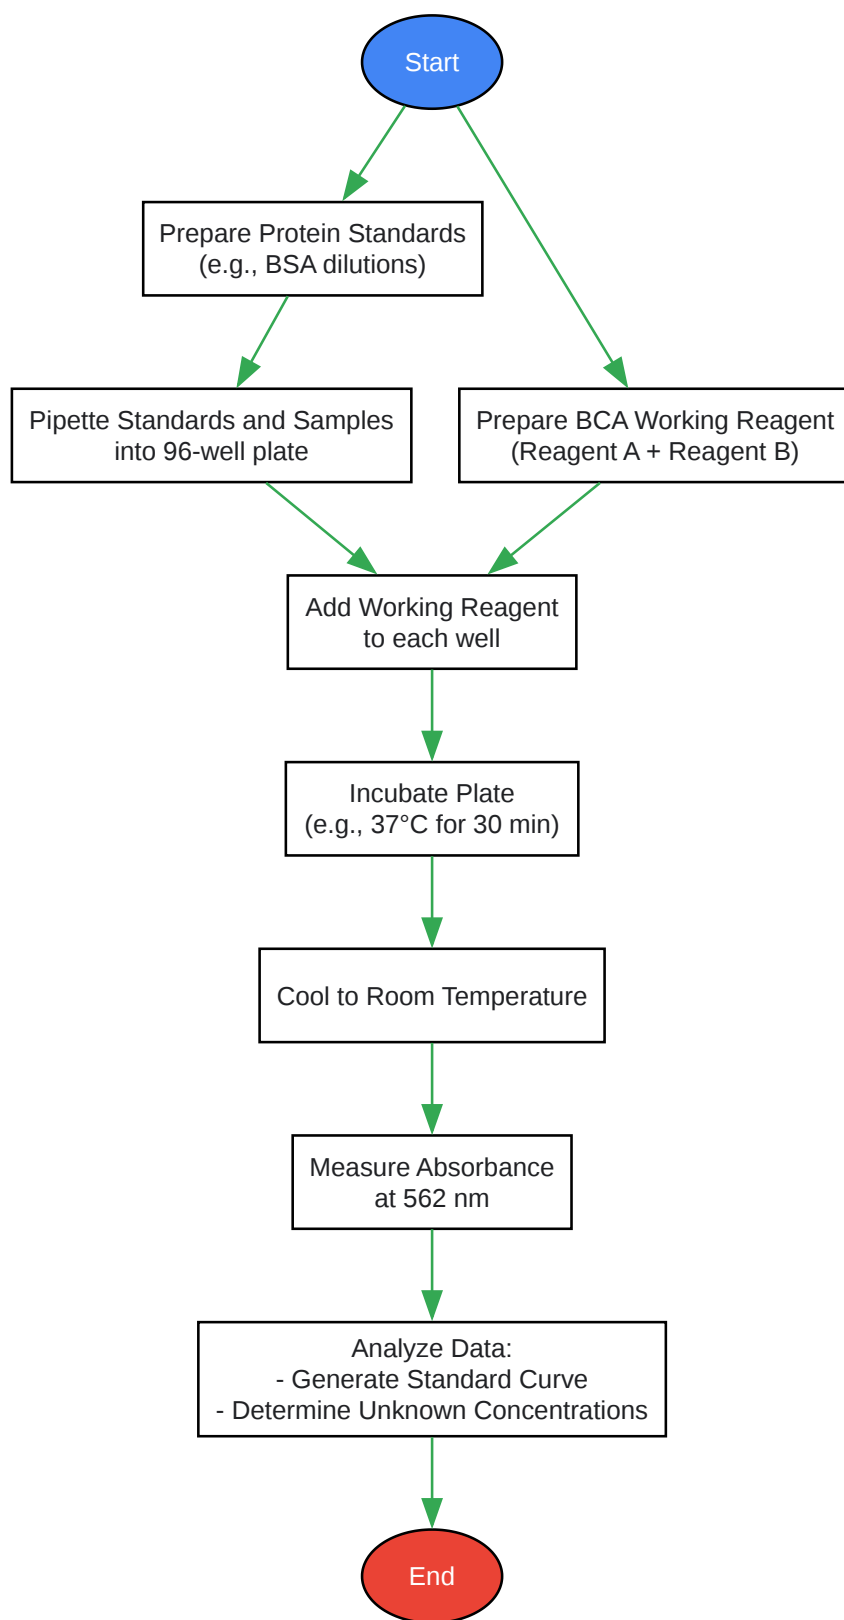 Start
Prepare Protein Standards
(e.g., BSA dilutions)
Pipette Standards and Samples
into 96-well plate
Prepare BCA Working Reagent
(Reagent A + Reagent B)
Add Working Reagent
to each well
Incubate Plate
(e.g., 37°C for 30 min)
Cool to Room Temperature
Measure Absorbance
at 562 nm
Analyze Data:
- Generate Standard Curve
- Determine Unknown Concentrations
End